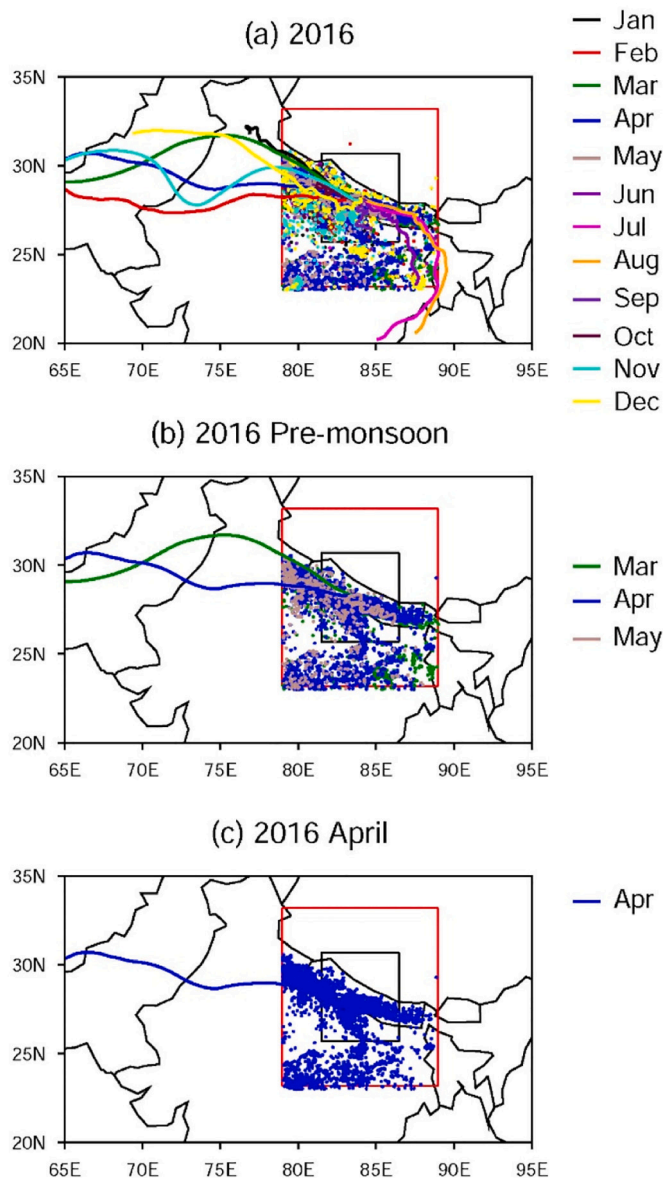 (a) 2016
Jan
Feb
Mar
Apr
May
Jun
Jul
Aug
Sep
Oct
Nov
Dec
35N
30N
25N
20N
65E 70E 75E 80E 85E 90E 95E
(b) 2016 Pre-monsoon
35N
30N
25N
20N
65E 70E 75E 80E 85E 90E 95E
Mar
Apr
May
(c) 2016 April
35N
30N
25N
20N
65E 70E 75E 80E 85E 90E 95E
Apr